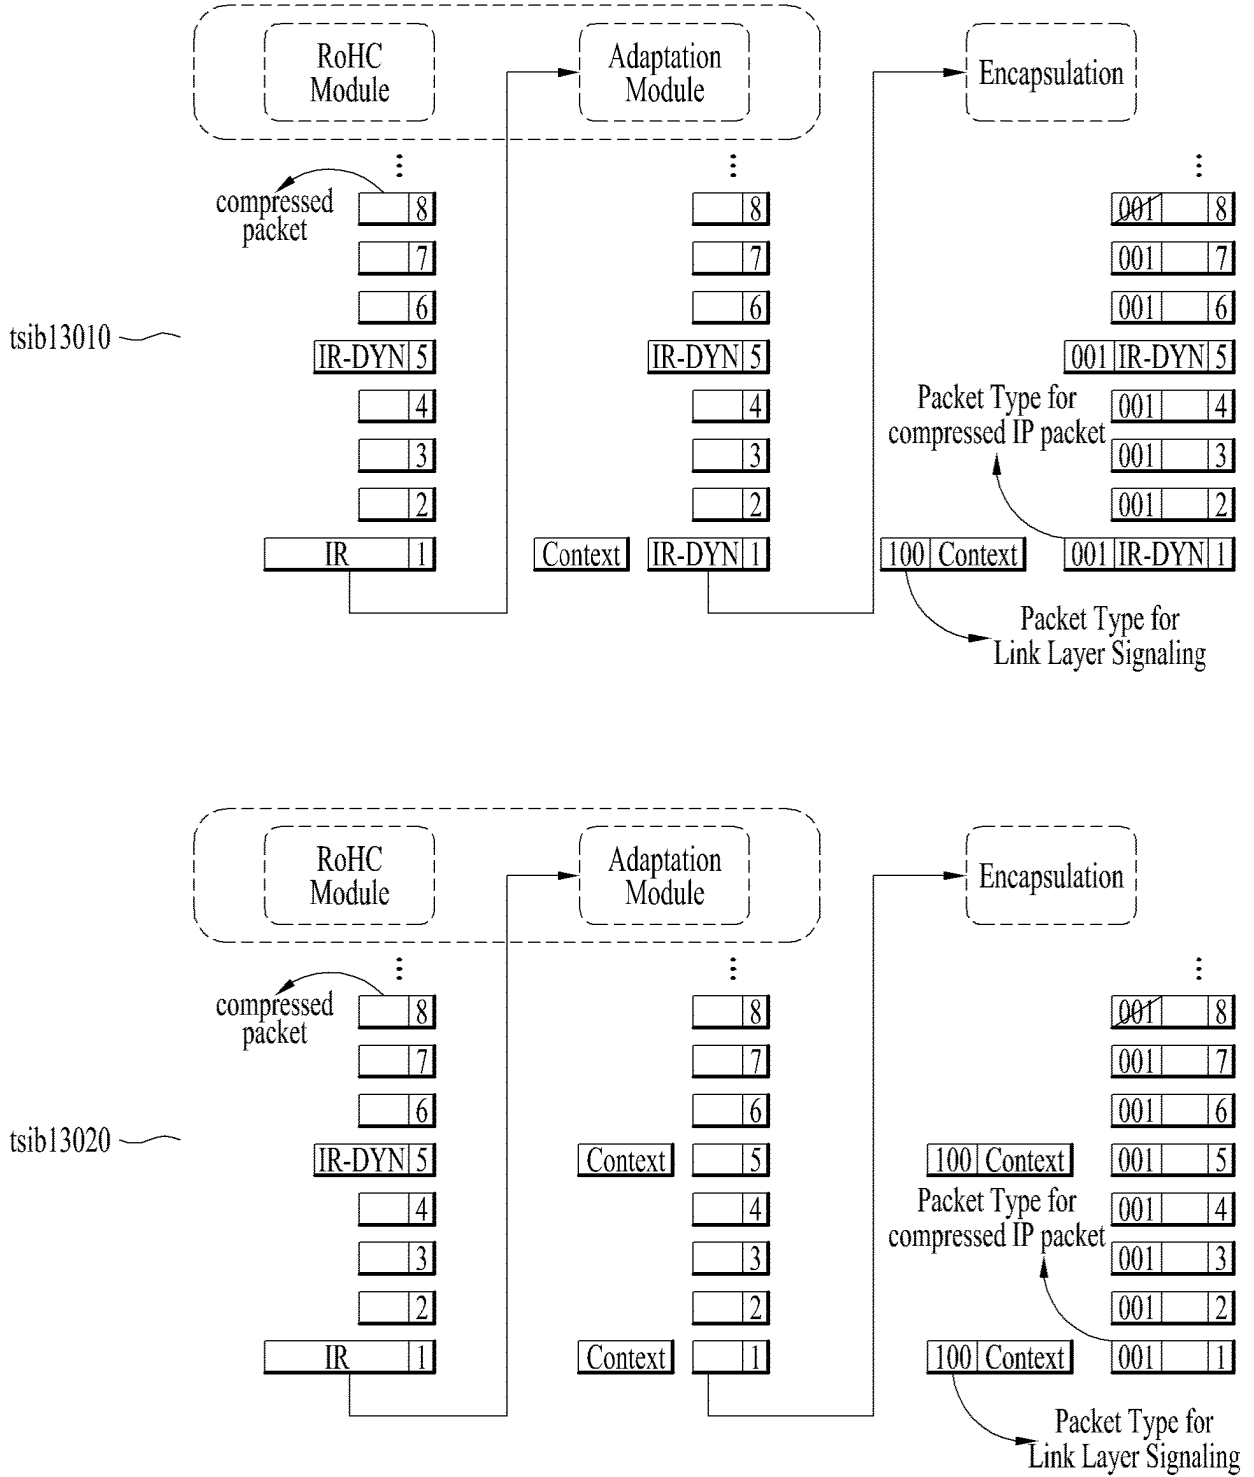 RoHC
Module
Adaptation
Module
Encapsulation
compressed
packet
8 8 001 8
7 7 001 7
6 6 001 6
tsib13010
IR-DYN 5 IR-DYN 5 001 IR-DYN 5
Packet Type for
compressed IP packet
4 4 001 4
3 3 001 3
2 2 001 2
IR 1 Context IR-DYN 1 100 Context 001 IR-DYN 1
Packet Type for
Link Layer Signaling
RoHC
Module
Adaptation
Module
Encapsulation
compressed
packet
8 8 001 8
7 7 001 7
6 6 001 6
tsib13020
IR-DYN 5 Context 5 100 Context 001 5
Packet Type for
compressed IP packet
4 4 001 4
3 3 001 3
2 2 001 2
IR 1 Context 1 100 Context 001 1
Packet Type for
Link Layer Signaling